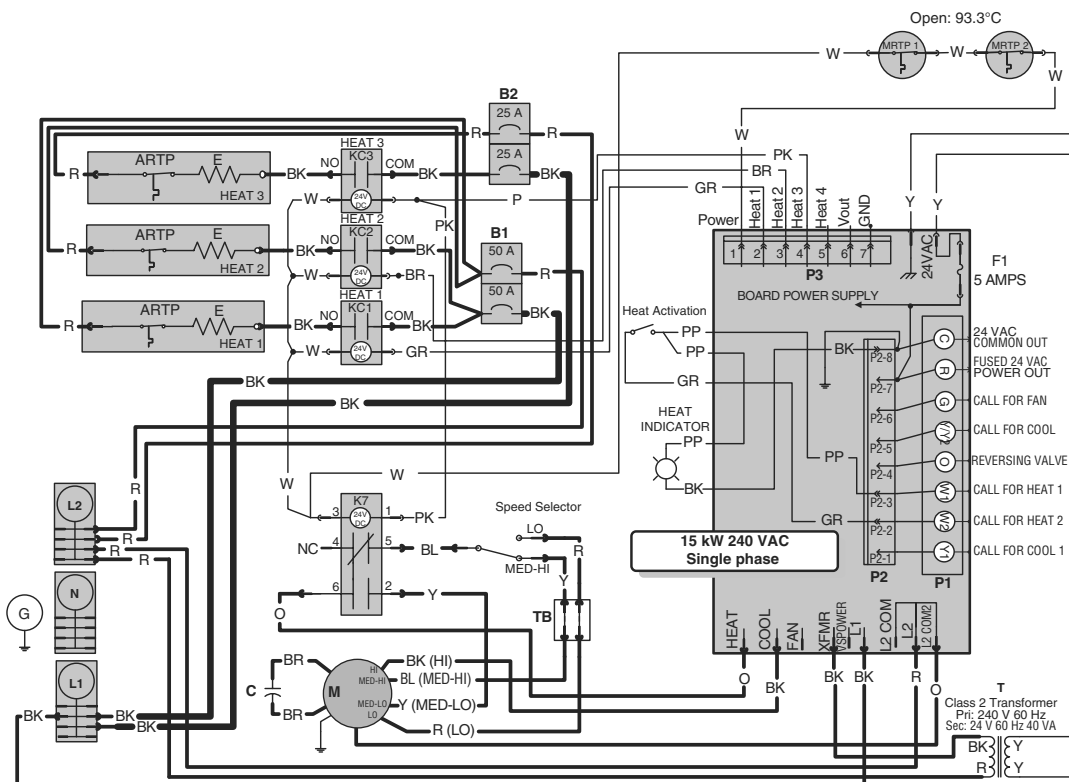 Open: 93.3°C
MRTP 1
MRTP 2
W
W
W
W
B2
25 A
25 A
R
R
BK
BK
HEAT 3
KC3
NO
COM
24V
DC
ARTP
E
HEAT 3
R
BK
W
P
PK
PK
BR
GR
HEAT 2
KC2
NO
COM
24V
DC
ARTP
E
HEAT 2
R
BK
BK
W
BR
B1
50 A
50 A
R
BK
HEAT 1
KC1
NO
COM
24V
DC
ARTP
E
HEAT 1
R
BK
BK
W
GR
BK
BK
Power
Heat 1
Heat2
Heat 3
Heat 4
Vout
GND
1
2
3
4
5
6
7
P3
Y
Y
24VAC
F1
5 AMPS
BOARD POWER SUPPLY
Heat Activation
PP
PP
GR
HEAT
INDICATOR
PP
BK
BK
PP
GR
P2-8
P2-7
P2-6
P2-5
P2-4
P2-3
P2-2
P2-1
P2
C
R
G
Y/Y2
O
W1
W2
Y1
P1
24 VAC
COMMON OUT
FUSED 24 VAC
POWER OUT
CALL FOR FAN
CALL FOR COOL
REVERSING VALVE
CALL FOR HEAT 1
CALL FOR HEAT 2
CALL FOR COOL 1
15 kW 240 VAC
Single phase
HEAT
COOL
FAN
XFMR
VSPOWER
L1
L2 COM
L2
L2 COM2
O
BK
BK
BK
R
O
W
W
K7
24V
DC
3
1
4
5
6
2
NC
PK
BL
Y
O
Speed Selector
LO
MED-HI
R
Y
TB
L2
R
R
R
R
N
G
L1
BK
BK
BK
C
BR
BR
M
HI
MED-HI
MED-LO
LO
BK (HI)
BL (MED-HI)
Y (MED-LO)
R (LO)
T
Class 2 Transformer
Pri: 240 V 60 Hz
Sec: 24 V 60 Hz 40 VA
BK
R
Y
Y